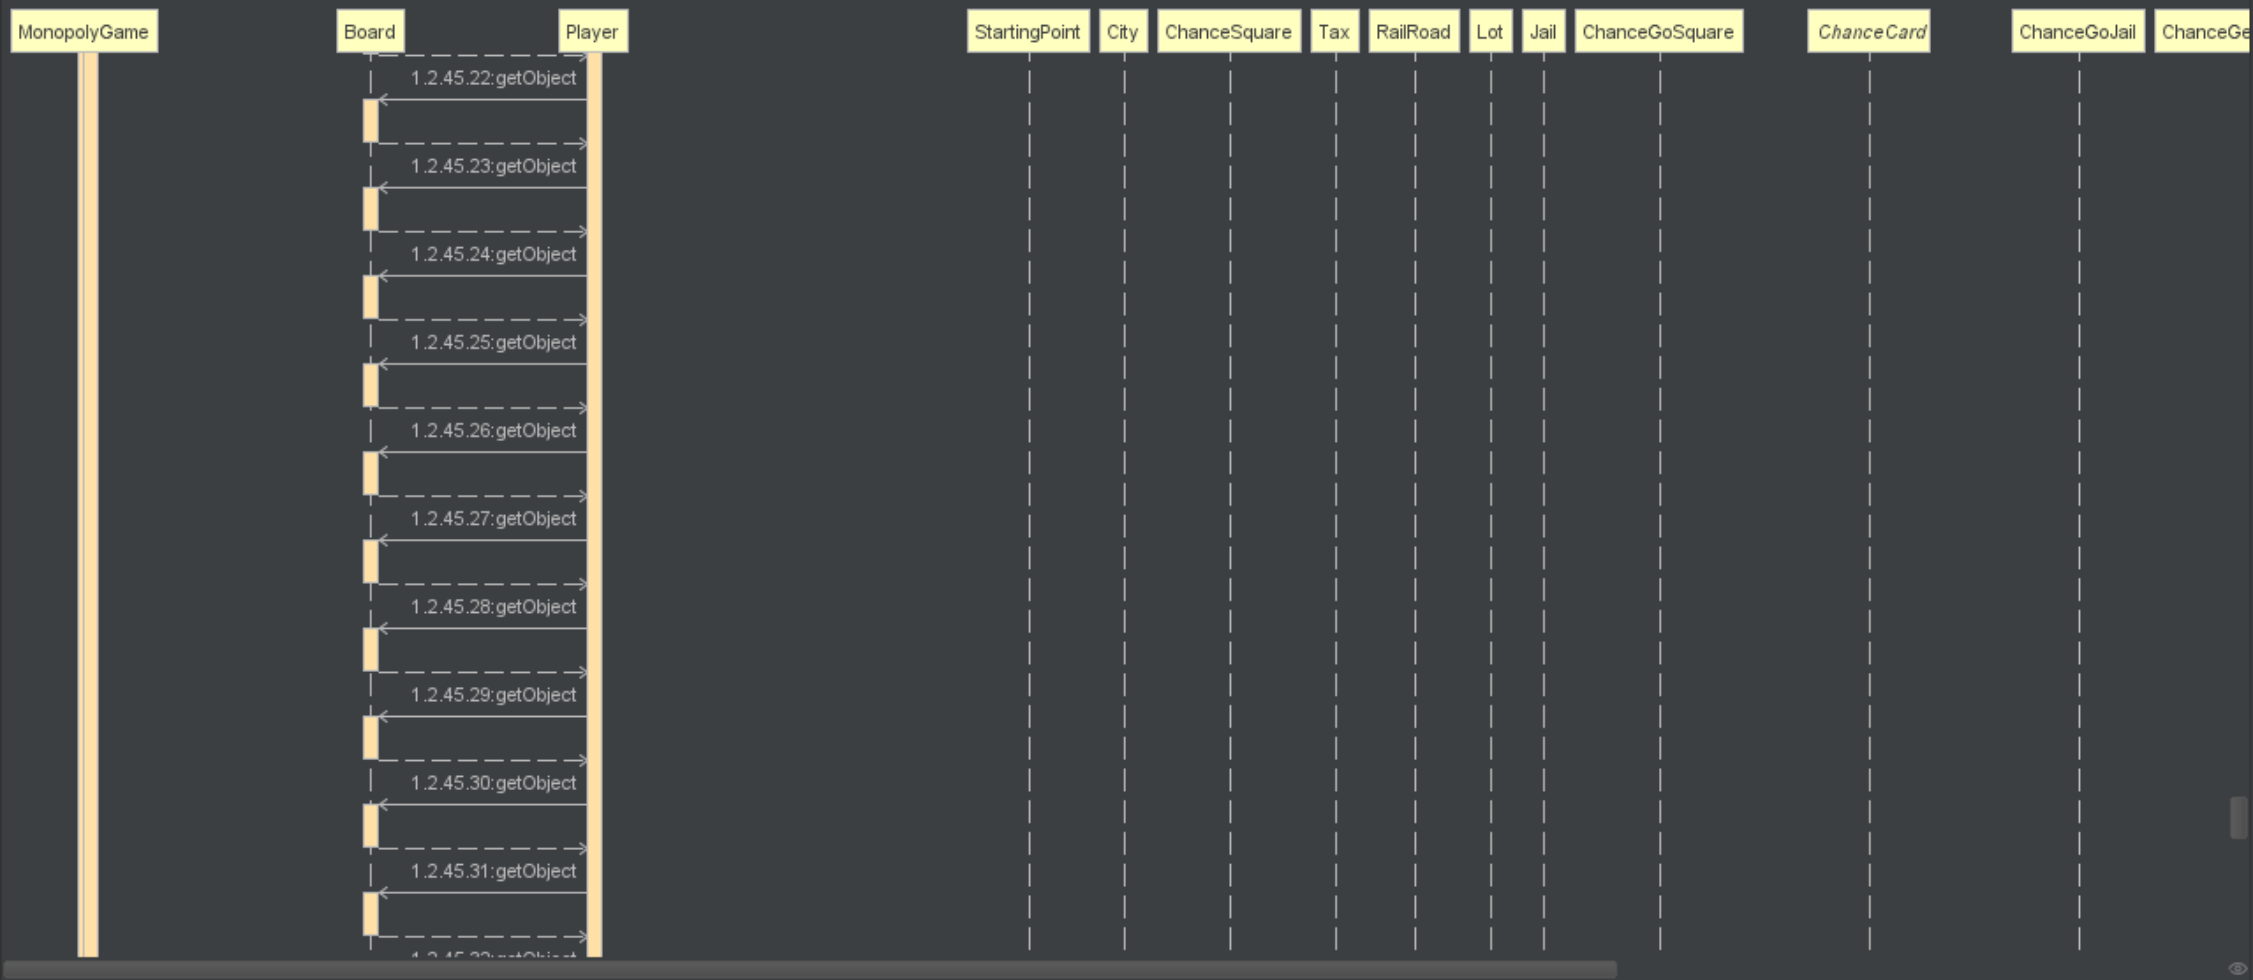 MonopolyGame Board Player StartingPoint City ChanceSquare Tax RailRoad Lot Jail ChanceGoSquare ChanceCard ChanceGoJail ChanceGe
1.2.45.22:getObject
1.2.45.23:getObject
1.2.45.24:getObject
1.2.45.25:getObject
1.2.45.26:getObject
1.2.45.27:getObject
1.2.45.28:getObject
1.2.45.29:getObject
1.2.45.30:getObject
1.2.45.31:getObject